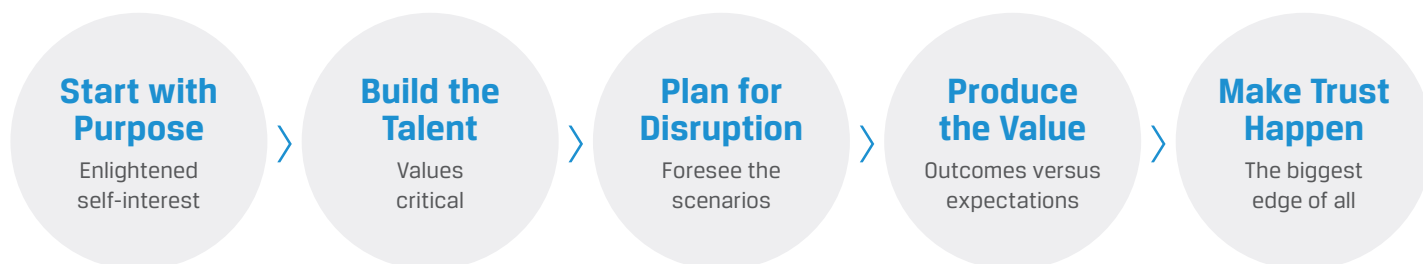 Start with
Purpose
Enlightened
self-interest
Build the
Talent
Values
critical
Plan for
Disruption
Foresee the
scenarios
Produce
the Value
Outcomes versus
expectations
Make Trust
Happen
The biggest
edge of all